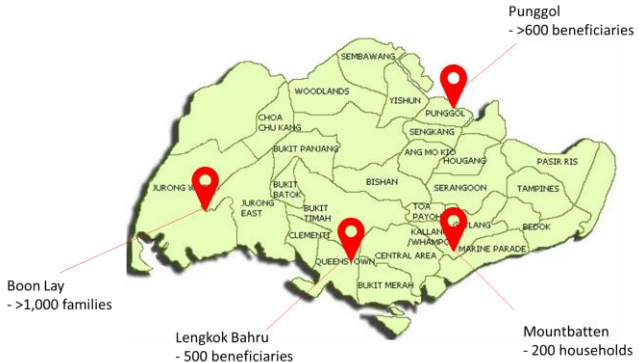 Punggol
- >600 beneficiaries
SEMBAWANG
WOODLANDS
YISHUN
PUNGGOL
CHOA
CHU KANG
SENGKANG
BUKIT PANJANG
ANG MO KIO
HOUGANG
PASIR RIS
JURONG
BUKIT
BATOK
BISHAN
SERANGOON
TAMPINES
JURONG
EAST
BUKIT
TIMAH
TOA
PAYOH
BEDOK
CLEMENTI
KALLANG
/WHAMPO
MARINE PARADE
QUEENSTOWN
CENTRAL AREA
BUKIT MERAH
Boon Lay
- >1,000 families
Lengkok Bahru
- 500 beneficiaries
Mountbatten
- 200 households